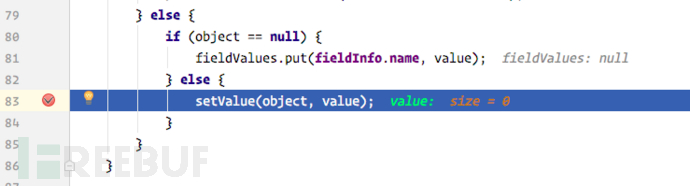 79 } else {
80 if (object == null) {
81 fieldValues.put(fieldInfo.name, value); fieldValues: null
82 } else {
83 setValue(object, value); value: size = 0
84 }
85 }
86 }
FREEBUF